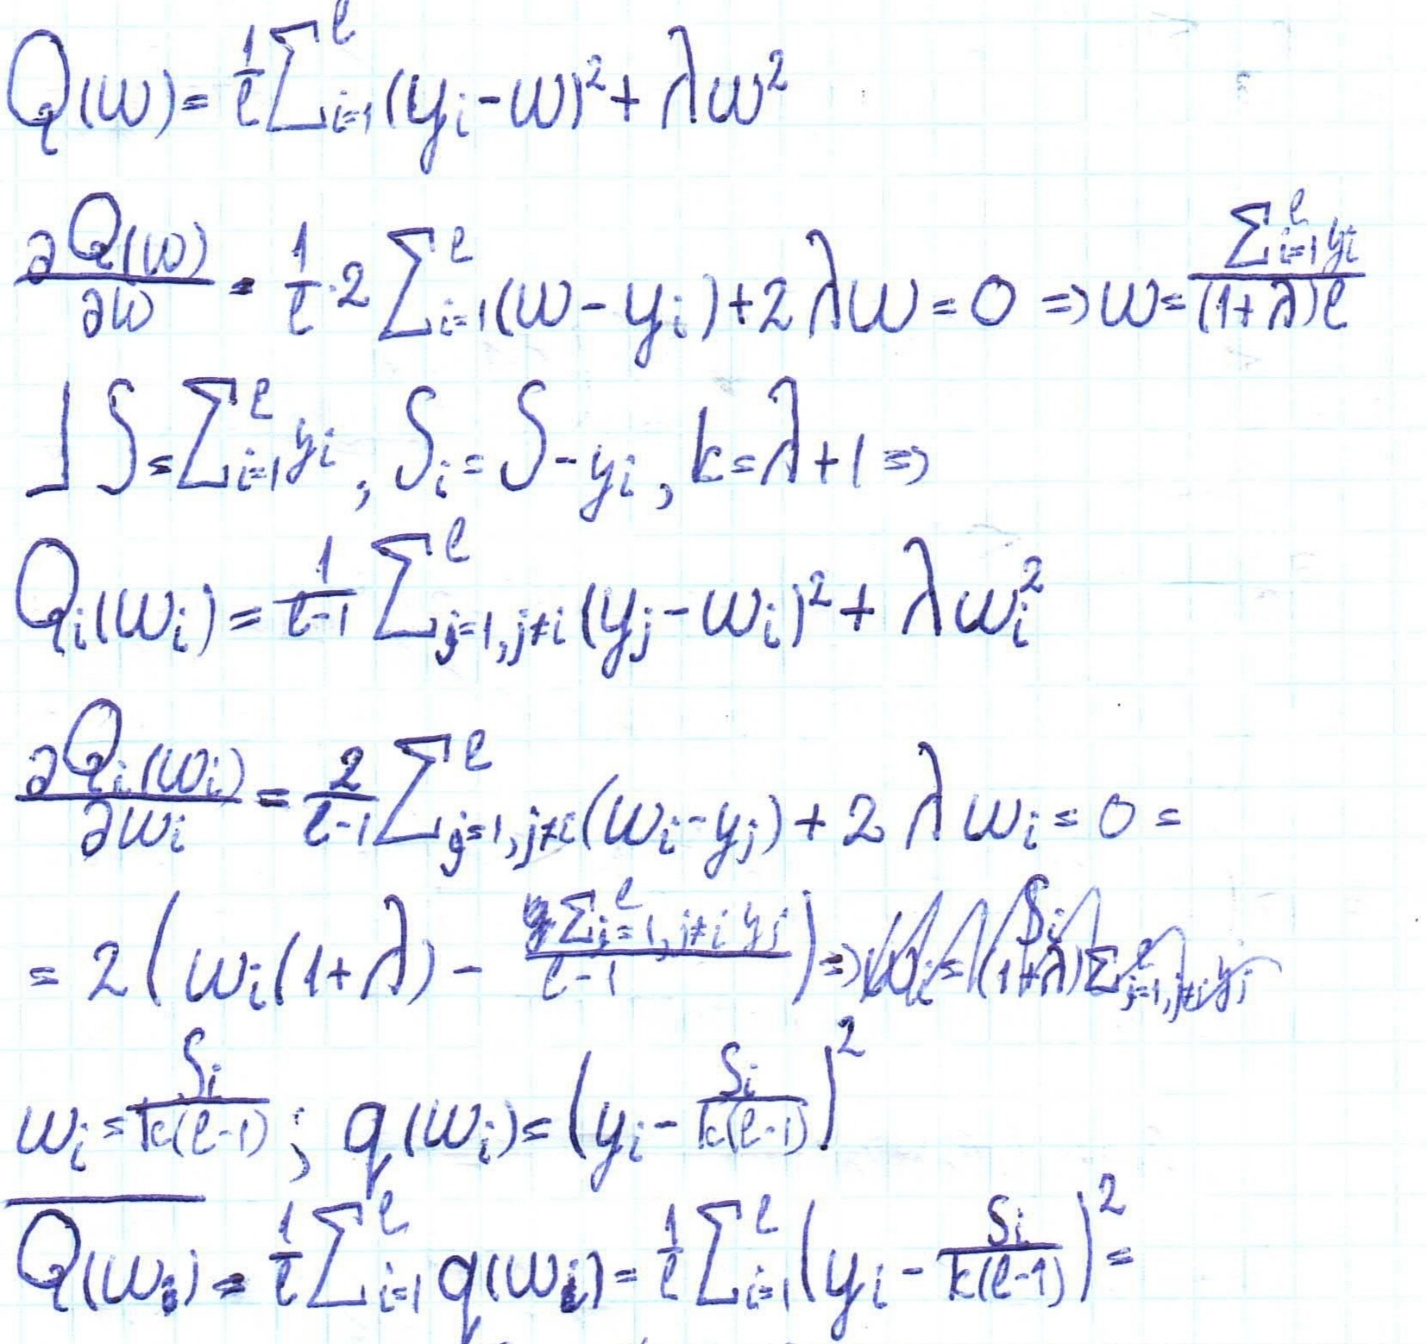 Q(w) = 1/ℓ ∑_{i=1}^ℓ (y_i - w)² + λw²
∂Q(w)/∂w = 1/ℓ · 2 ∑_{i=1}^ℓ (w - y_i) + 2λw = 0 => w = ∑_{i=1}^ℓ y_i / (1+λ)ℓ
⅃ S = ∑_{i=1}^ℓ y_i, S_i = S - y_i, k = λ+1 =>
Q_i(w_i) = 1/(ℓ-1) ∑_{j=1, j≠i}^ℓ (y_j - w_i)² + λw_i²
∂Q_i(w_i)/∂w_i = 2/(ℓ-1) ∑_{j=1, j≠i}^ℓ (w_i - y_j) + 2λw_i = 0 =
= 2(w_i(1+λ) - ∑_{j=1, j≠i}^ℓ y_j / (ℓ-1)) =>
w_i = S_i / k(ℓ-1); q(w_i) = (y_i - S_i / k(ℓ-1))²
Q̅(w_i) = 1/ℓ ∑_{i=1}^ℓ q(w_i) = 1/ℓ ∑_{i=1}^ℓ (y_i - S_i / k(ℓ-1))² =